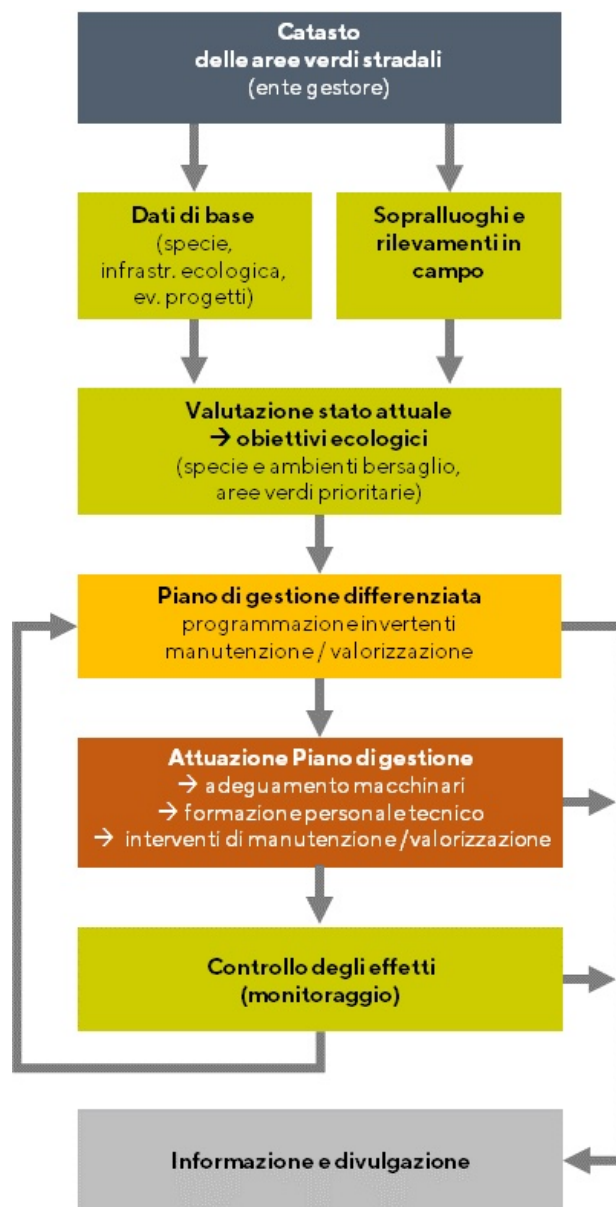 Catasto
delle aree verdi stradali
(ente gestore)
Dati di base
(specie,
infrastr. ecologica,
ev. progetti)
Sopralluoghi e
rilevamenti in
campo
Valutazione stato attuale
→ obiettivi ecologici
(specie e ambienti bersaglio,
aree verdi prioritarie)
Piano di gestione differenziata
programmazione invertenti
manutenzione / valorizzazione
Attuazione Piano di gestione
→ adeguamento macchinari
→ formazione personale tecnico
→ interventi di manutenzione /valorizzazione
Controllo degli effetti
(monitoraggio)
Informazione e divulgazione